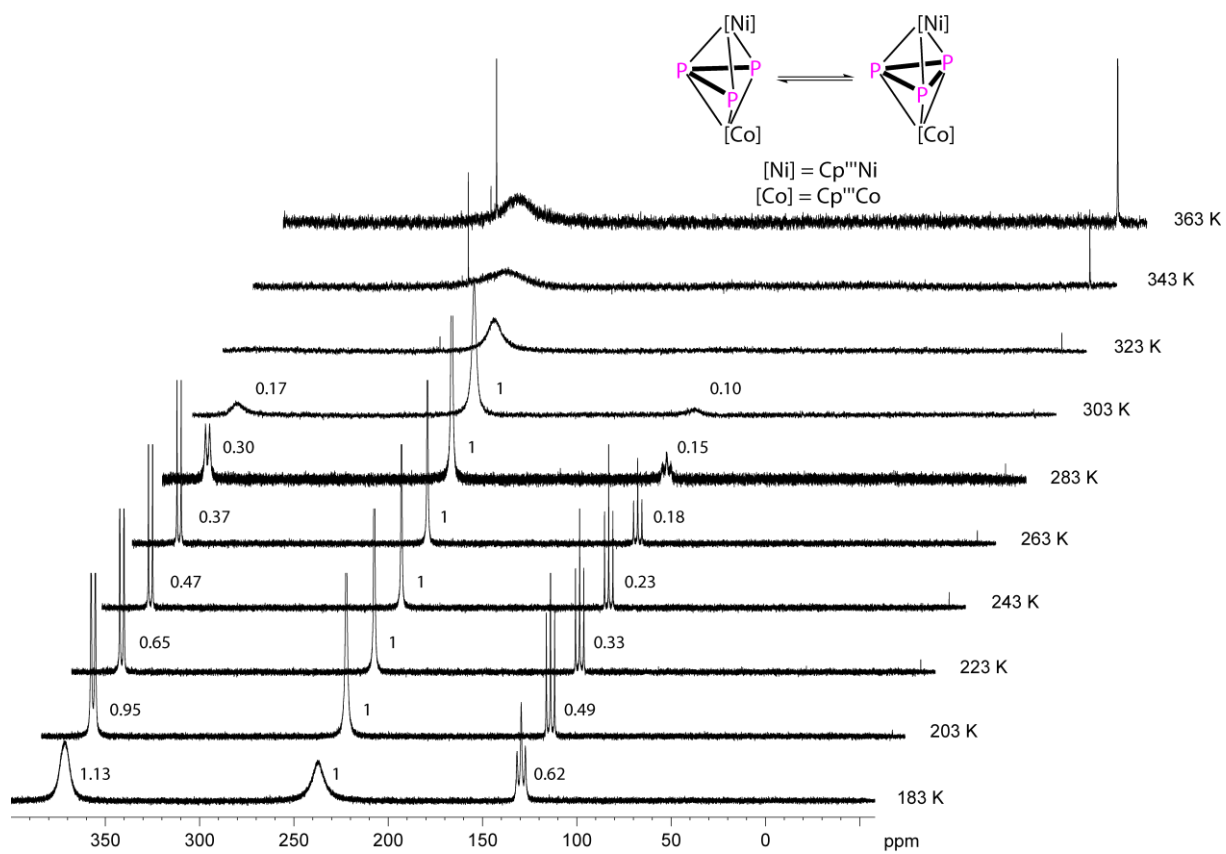 [Ni] [Ni]
P P P P
P P
[Co] [Co]
[Ni] = Cp'''Ni
[Co] = Cp'''Co
363 K
343 K
323 K
0.17 1 0.10 303 K
0.30 1 0.15 283 K
0.37 1 0.18 263 K
0.47 1 0.23 243 K
0.65 1 0.33 223 K
0.95 1 0.49 203 K
1.13 1 0.62 183 K
350 300 250 200 150 100 50 0 ppm